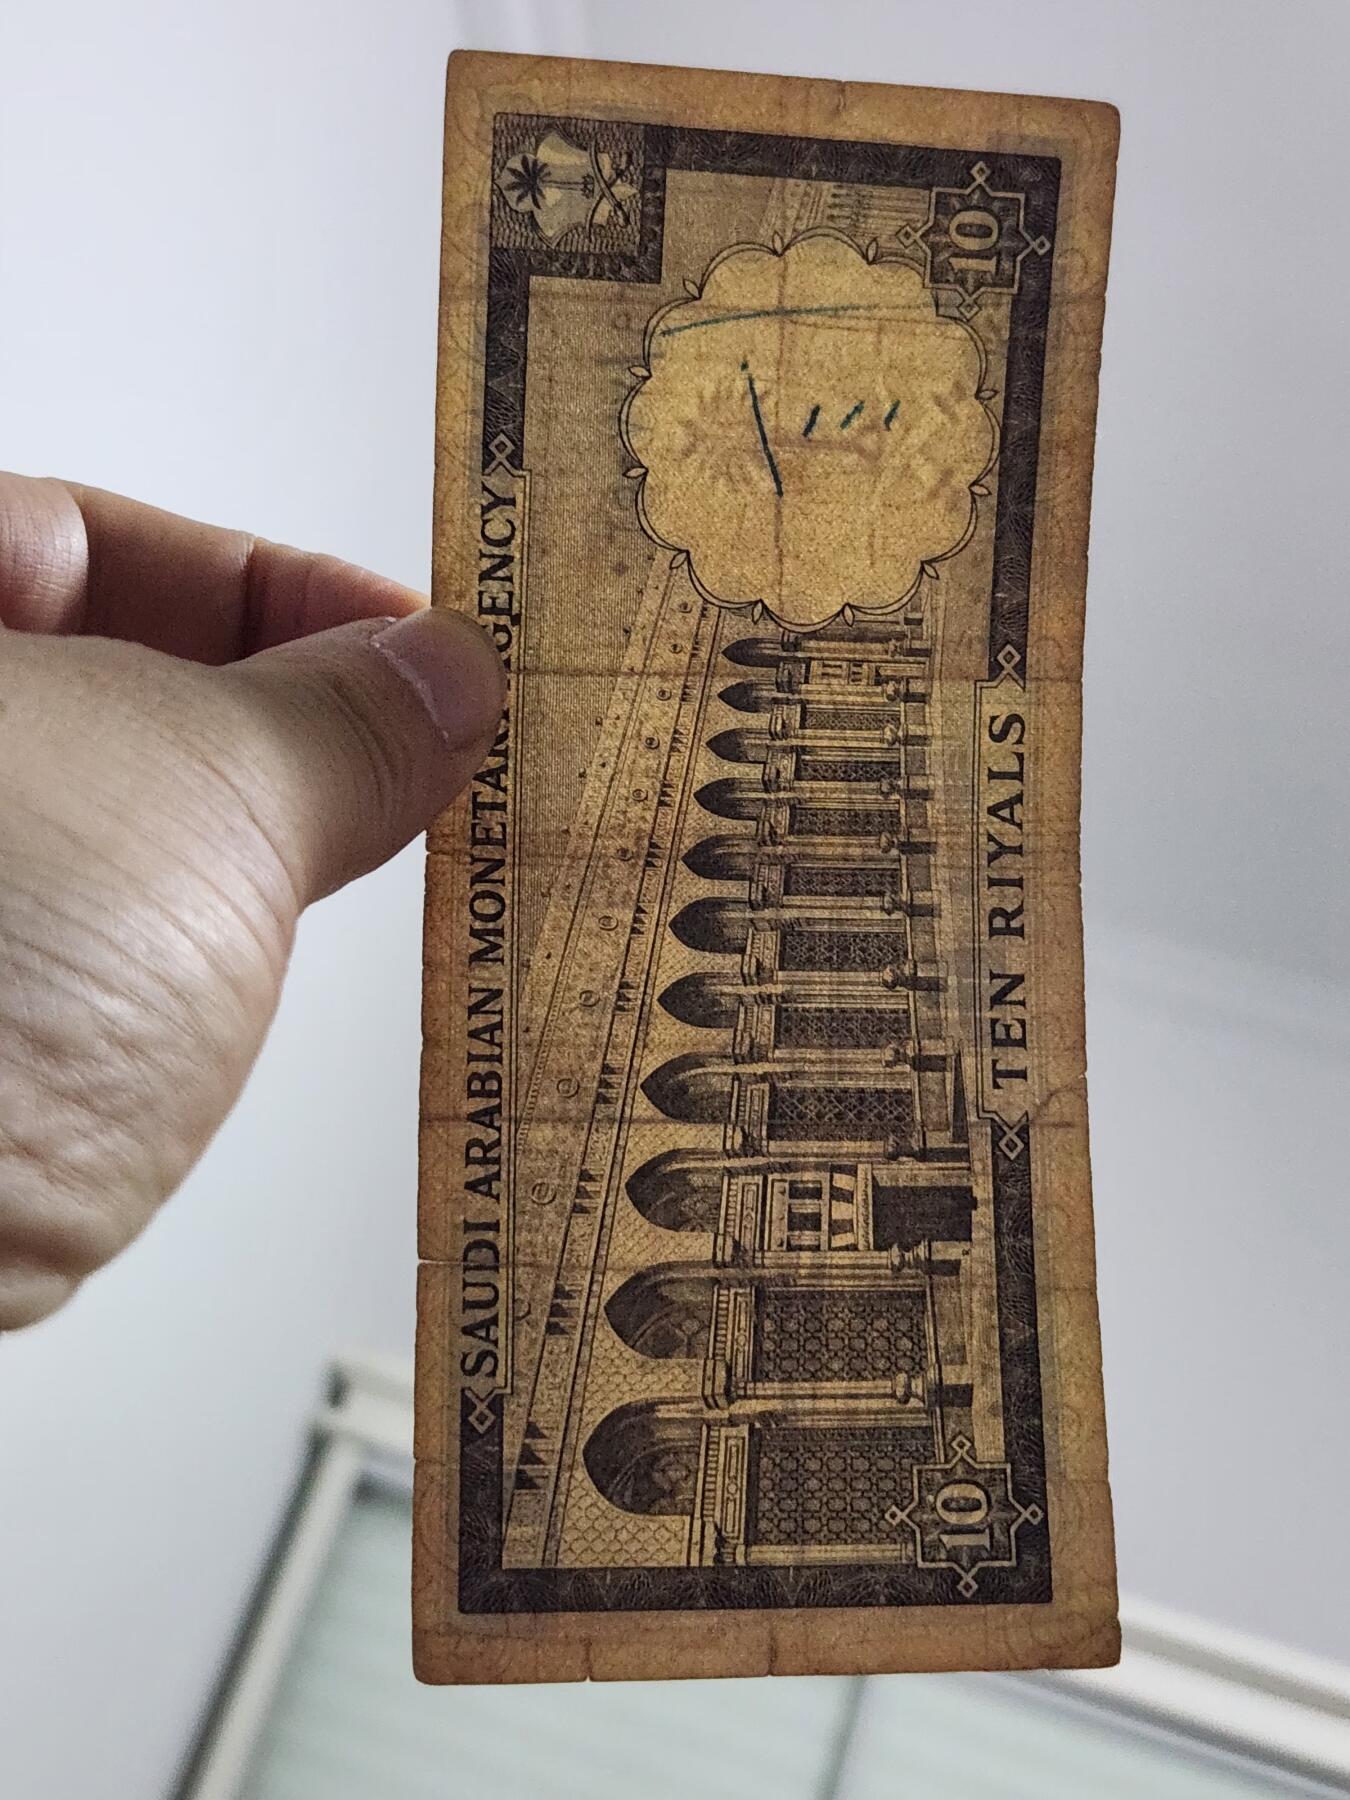 SAUDI ARABIAN MONETARY AGENCY
10
10
TEN RIYALS